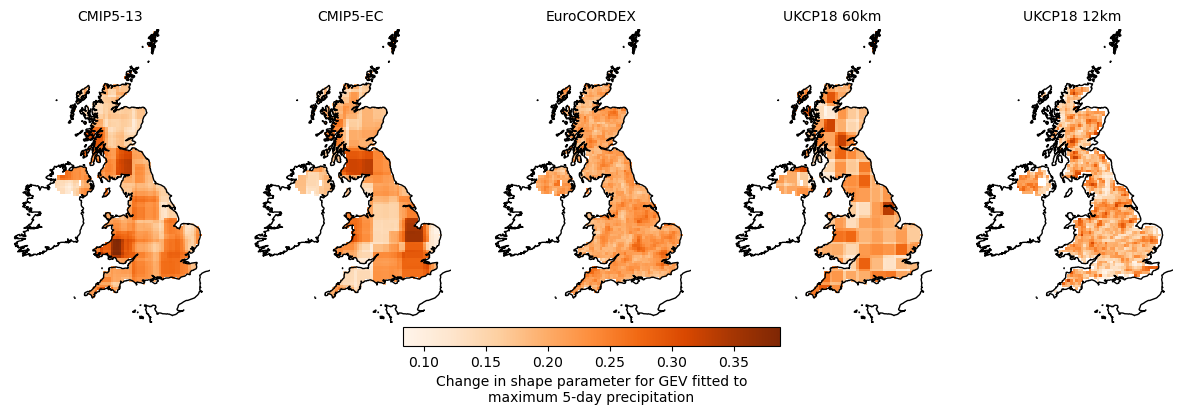 CMIP5-13
CMIP5-EC
EuroCORDEX
UKCP18 60km
UKCP18 12km
0.10 0.15 0.20 0.25 0.30 0.35
Change in shape parameter for GEV fitted to
maximum 5-day precipitation